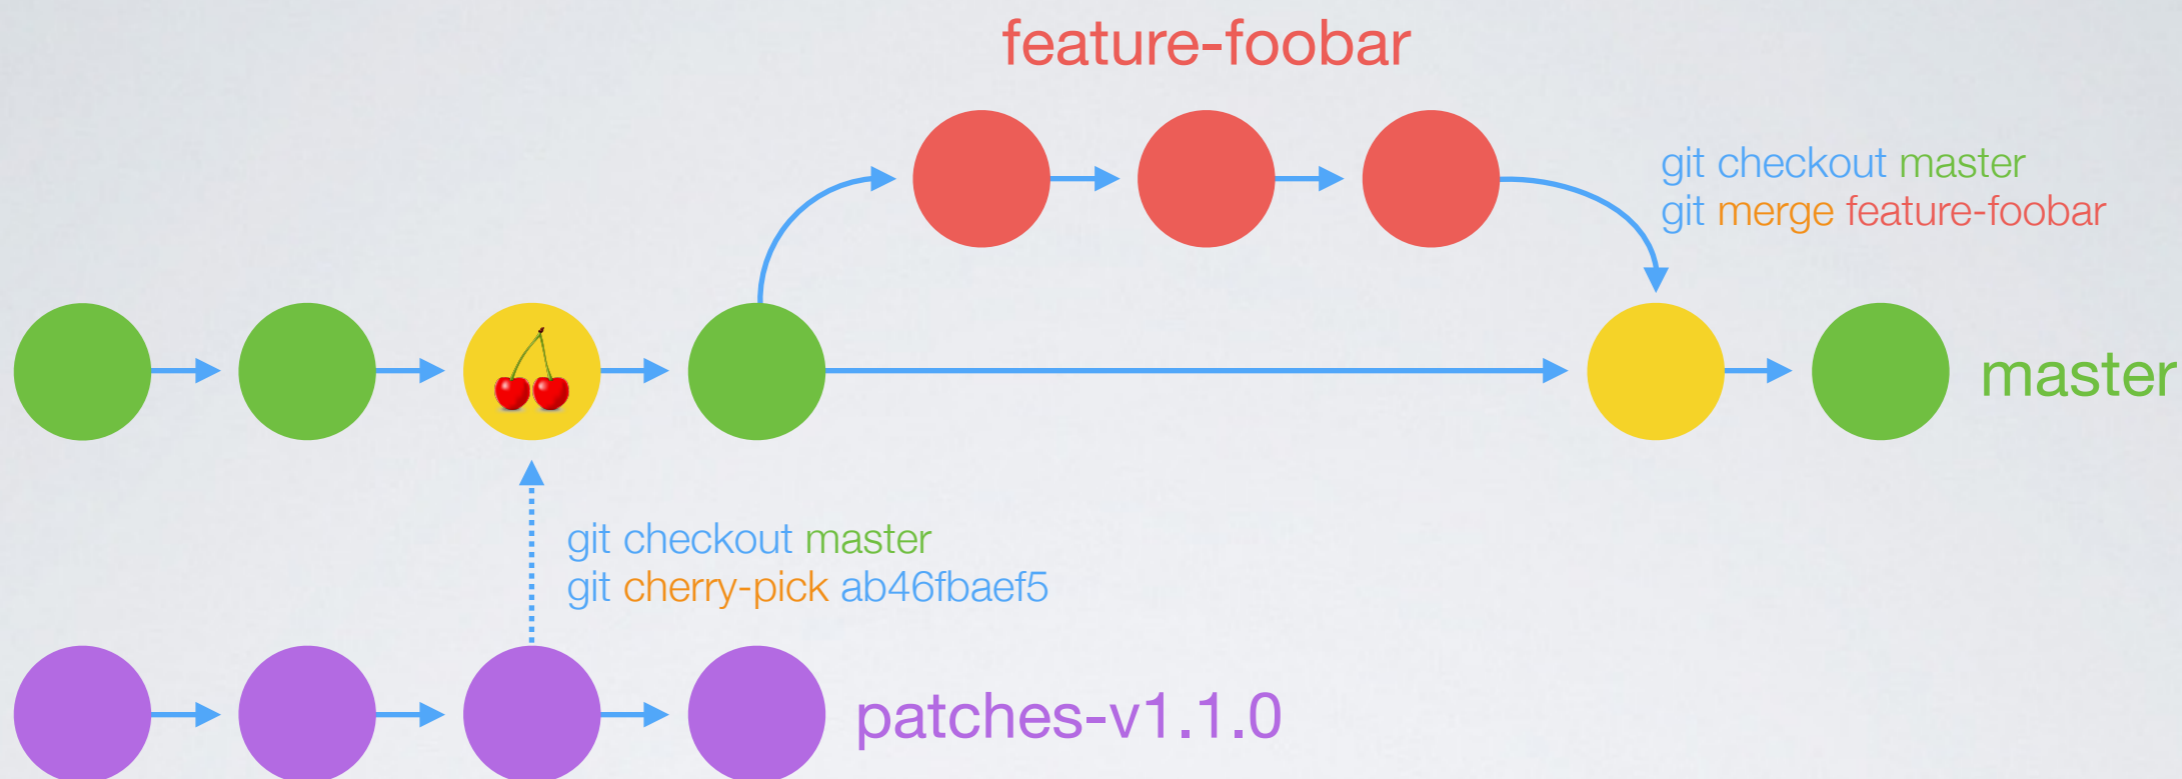 feature-foobar
git checkout master
git merge feature-foobar
master
git checkout master
git cherry-pick ab46fbaef5
patches-v1.1.0